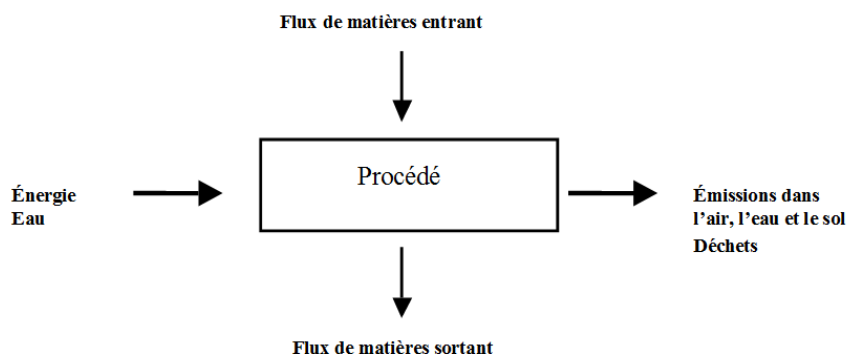 Flux de matières entrant
Procédé
Énergie
Eau
Émissions dans
l'air, l'eau et le sol
Déchets
Flux de matières sortant